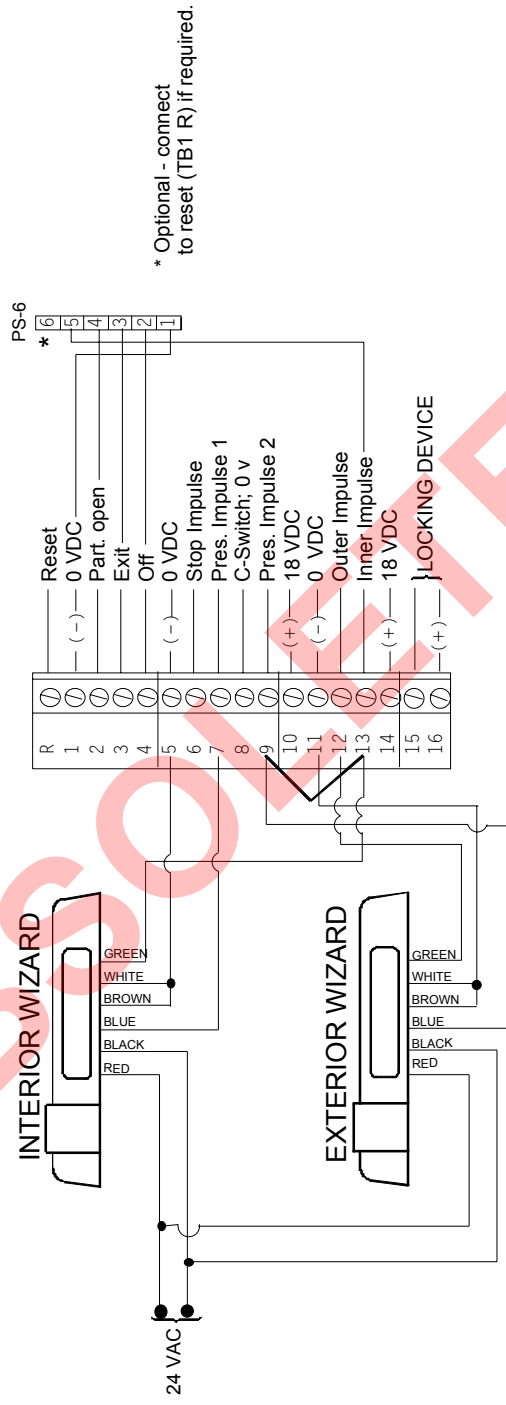 INTERIOR WIZARD
GREEN
WHITE
BROWN
BLUE
BLACK
RED
24 VAC
EXTERIOR WIZARD
GREEN
WHITE
BROWN
BLUE
BLACK
RED
R Reset
1 (-) 0 VDC
2 Part. open
3 Exit
4 Off
5 (-) 0 VDC
6 Stop Impulse
7 Pres. Impulse 1
8 C-Switch; 0 v
9 Pres. Impulse 2
10 (+) 18 VDC
11 (-) 0 VDC
12 Outer Impulse
13 Inner Impulse
14 (+) 18 VDC
15
16 (+)
LOCKING DEVICE
PS-6
* 6
5
4
3
2
1
* Optional - connect
to reset (TB1 R) if required.